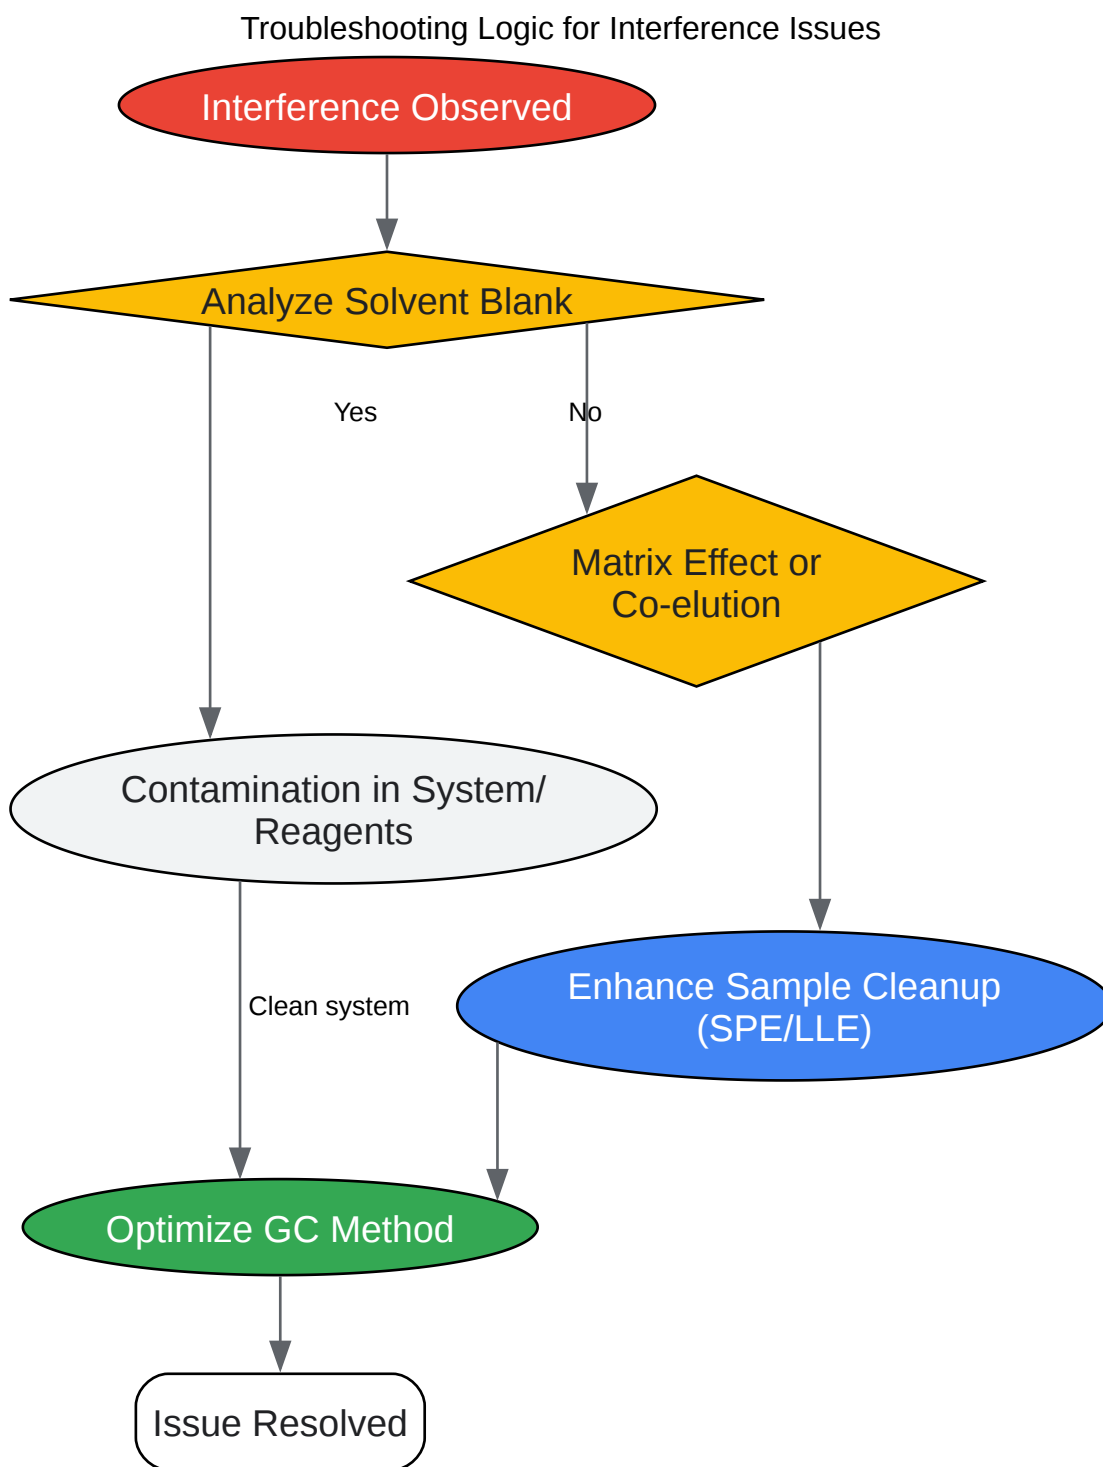 Troubleshooting Logic for Interference Issues
Interference Observed
Analyze Solvent Blank
Yes
No
Matrix Effect or
Co-elution
Contamination in System/
Reagents
Enhance Sample Cleanup
(SPE/LLE)
Clean system
Optimize GC Method
Issue Resolved